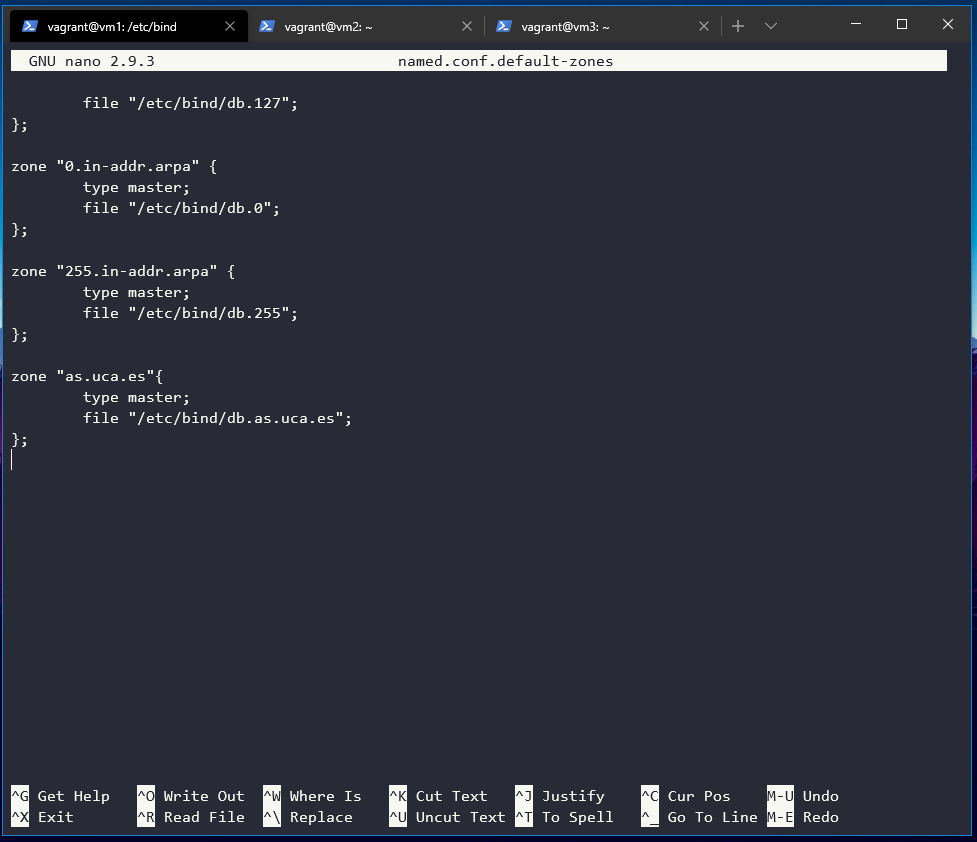 vagrant@vm1: /etc/bind vagrant@vm2: ~ vagrant@vm3: ~
GNU nano 2.9.3 named.conf.default-zones
file "/etc/bind/db.127";
};
zone "0.in-addr.arpa" {
type master;
file "/etc/bind/db.0";
};
zone "255.in-addr.arpa" {
type master;
file "/etc/bind/db.255";
};
zone "as.uca.es"{
type master;
file "/etc/bind/db.as.uca.es";
};
^G Get Help ^O Write Out ^W Where Is ^K Cut Text ^J Justify ^C Cur Pos M-U Undo
^X Exit ^R Read File ^\ Replace ^U Uncut Text ^T To Spell ^_ Go To Line M-E Redo